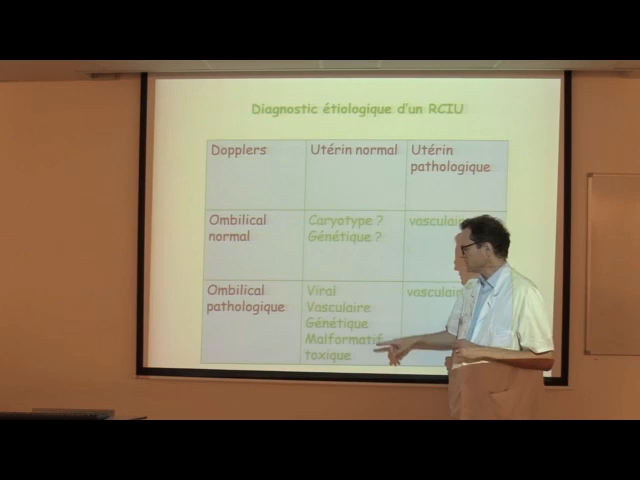 Diagnostic étiologique d'un RCIU
Dopplers
Utérin normal
Utérin
pathologique
Ombilical
normal
Caryotype ?
Génétique ?
Ombilical
pathologique
Viral
Vasculaire
Génétique
Malformatif
toxique